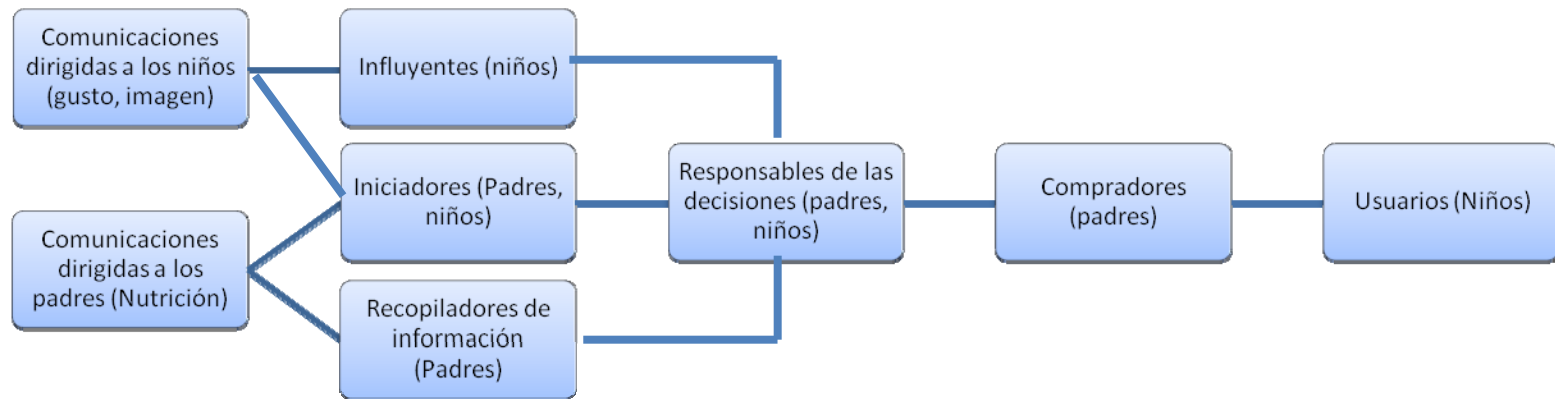 Comunicaciones
dirigidas a los niños
(gusto, imagen)
Influyentes (niños)
Iniciadores (Padres,
niños)
Comunicaciones
dirigidas a los
padres (Nutrición)
Recopiladores de
información
(Padres)
Responsables de las
decisiones (padres,
niños)
Compradores
(padres)
Usuarios (Niños)